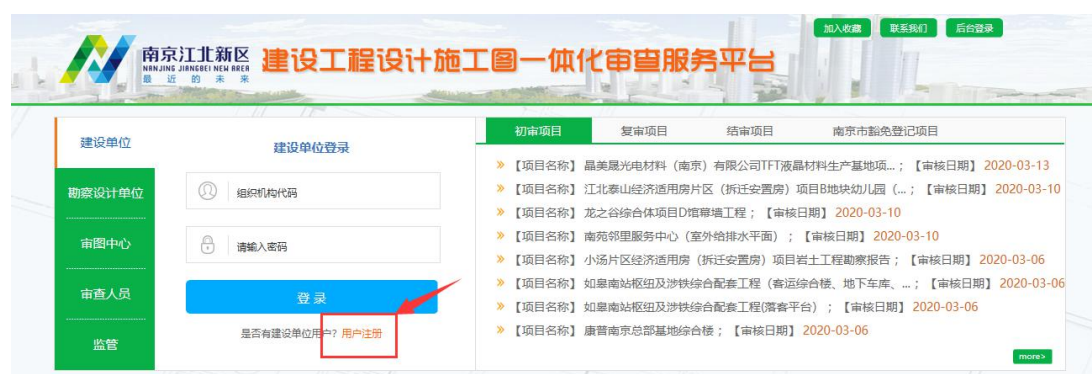 加入收藏 联系我们 后台登录
南京江北新区
NANJING JIANGBEI NEW AREA
最近的未来
建设工程设计施工图一体化审查服务平台
建设单位
勘察设计单位
审图中心
审查人员
监管
建设单位登录
组织机构代码
请输入密码
登录
是否有建设单位用户? 用户注册
初审项目 复审项目 结审项目 南京市豁免登记项目
» 【项目名称】晶美晟光电材料（南京）有限公司TFT液晶材料生产基地项...；【审核日期】2020-03-13
» 【项目名称】江北泰山经济适用房片区（拆迁安置房）项目B地块幼儿园（...；【审核日期】2020-03-10
» 【项目名称】龙之谷综合体项目D馆幕墙工程；【审核日期】2020-03-10
» 【项目名称】南苑邻里服务中心（室外给排水平面）；【审核日期】2020-03-10
» 【项目名称】小汤片区经济适用房（拆迁安置房）项目岩土工程勘察报告；【审核日期】2020-03-06
» 【项目名称】如皋南站枢纽及涉铁综合配套工程（客运综合楼、地下车库、...；【审核日期】2020-03-06
» 【项目名称】如皋南站枢纽及涉铁综合配套工程(落客平台）；【审核日期】2020-03-06
» 【项目名称】康普南京总部基地综合楼；【审核日期】2020-03-06
more>